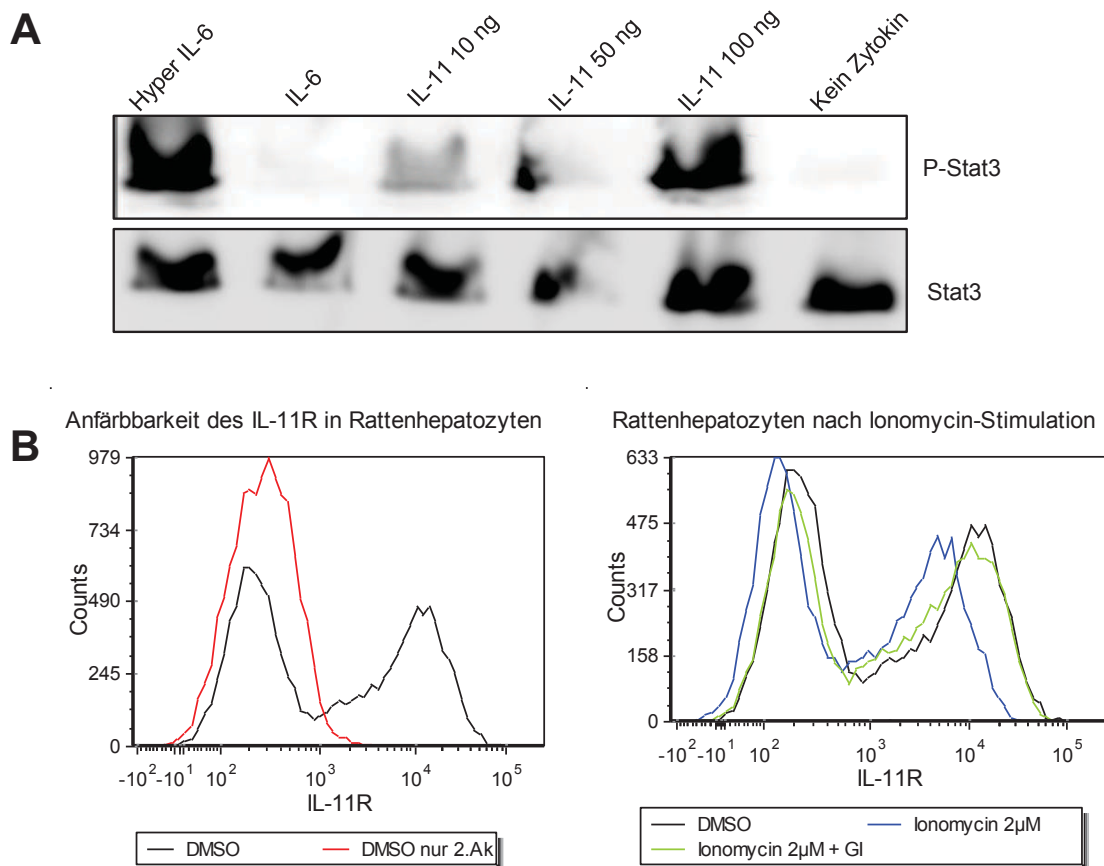 A
Hyper IL-6
IL-6
IL-11 10 ng
IL-11 50 ng
IL-11 100 ng
Kein Zytokin
P-Stat3
Stat3
B
Anfärbbarkeit des IL-11R in Rattenhepatozyten
979
734
490
245
0
Counts
-10² -10¹ 10² 10³ 10⁴ 10⁵
IL-11R
DMSO DMSO nur 2.Ak
Rattenhepatozyten nach Ionomycin-Stimulation
633
475
317
158
0
Counts
-10² -10¹ 10² 10³ 10⁴ 10⁵
IL-11R
DMSO Ionomycin 2µM
Ionomycin 2µM + GI